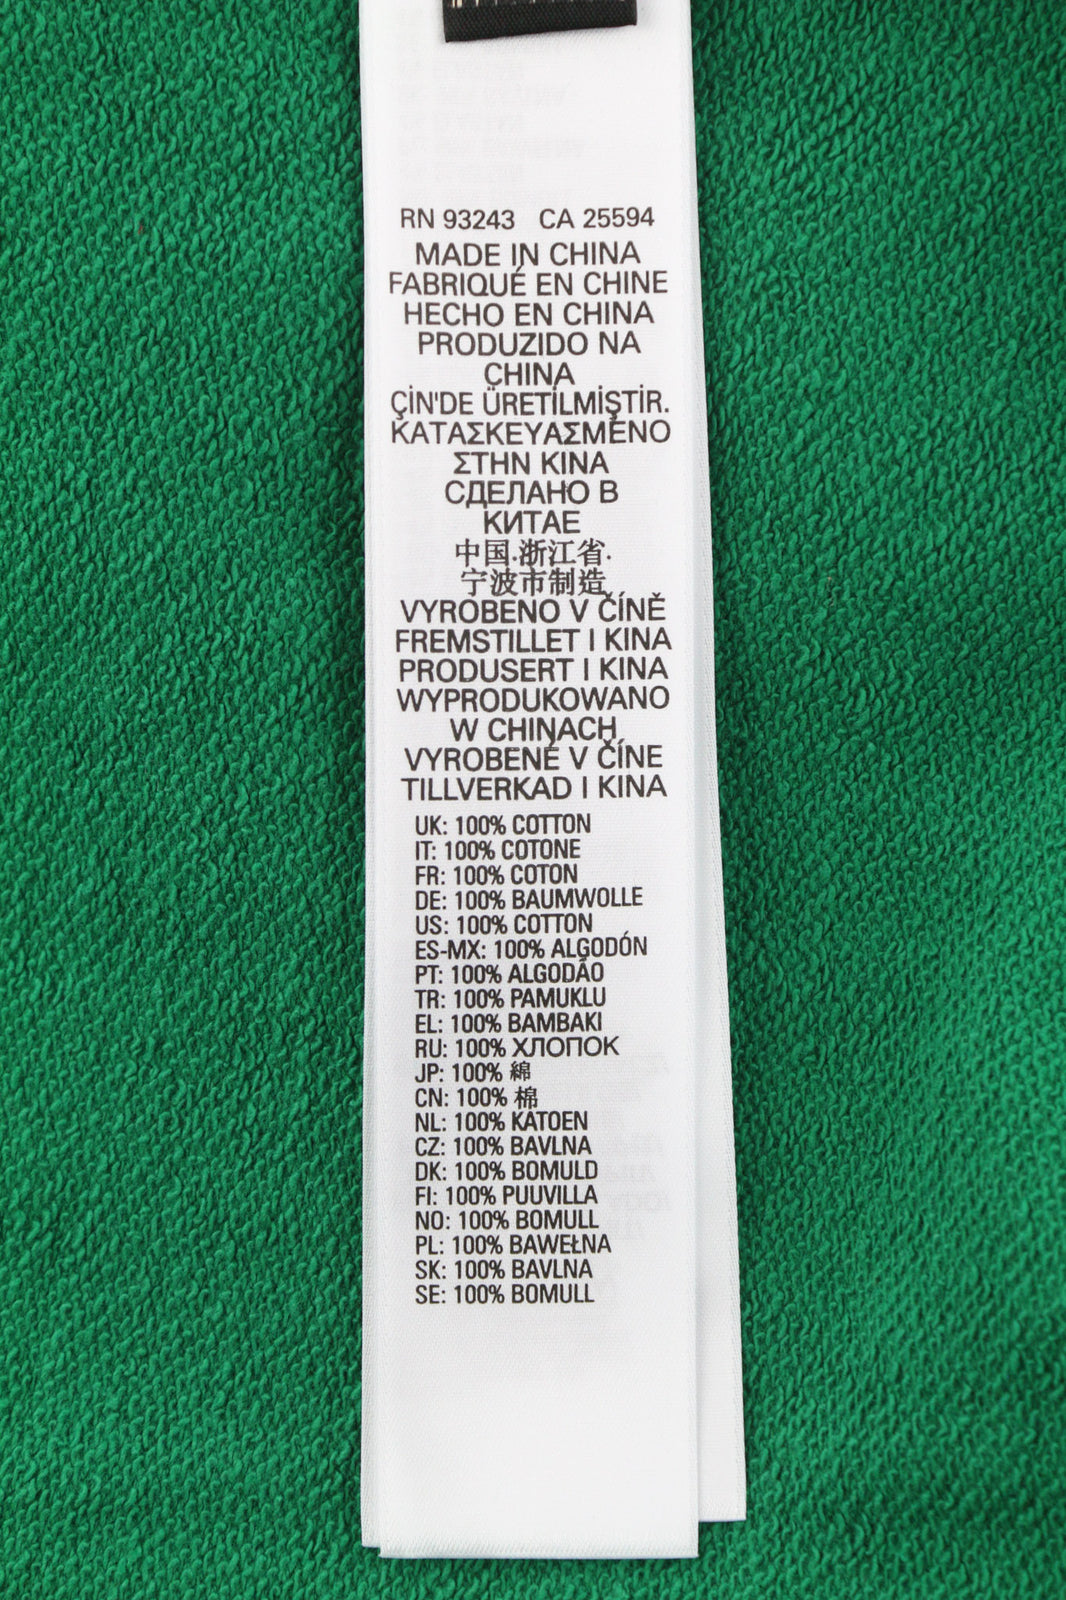 RN 93243 CA 25594
MADE IN CHINA
FABRIQUÉ EN CHINE
HECHO EN CHINA
PRODUZIDO NA
CHINA
ÇİN'DE ÜRETİLMİŞTİR.
ΚΑΤΑΣΚΕΥΑΣΜΕΝΟ
ΣΤΗΝ ΚΙΝΑ
СДЕЛАНО В
КИТАЕ
中国.浙江省.
宁波市制造
VYROBENO V ČÍNĚ
FREMSTILLET I KINA
PRODUSERT I KINA
WYPRODUKOWANO
W CHINACH
VYROBENÉ V ČÍNE
TILLVERKAD I KINA
UK: 100% COTTON
IT: 100% COTONE
FR: 100% COTON
DE: 100% BAUMWOLLE
US: 100% COTTON
ES-MX: 100% ALGODÓN
PT: 100% ALGODÃO
TR: 100% PAMUKLU
EL: 100% ΒΑΜΒΑΚΙ
RU: 100% ХЛОПОК
JP: 100% 綿
CN: 100% 棉
NL: 100% KATOEN
CZ: 100% BAVLNA
DK: 100% BOMULD
FI: 100% PUUVILLA
NO: 100% BOMULL
PL: 100% BAWEŁNA
SK: 100% BAVLNA
SE: 100% BOMULL